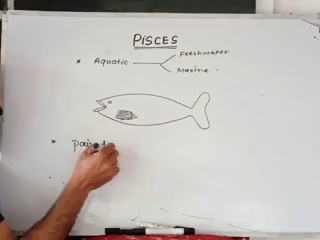 PISCES
* Aquatic
Freshwater
Marine.
*